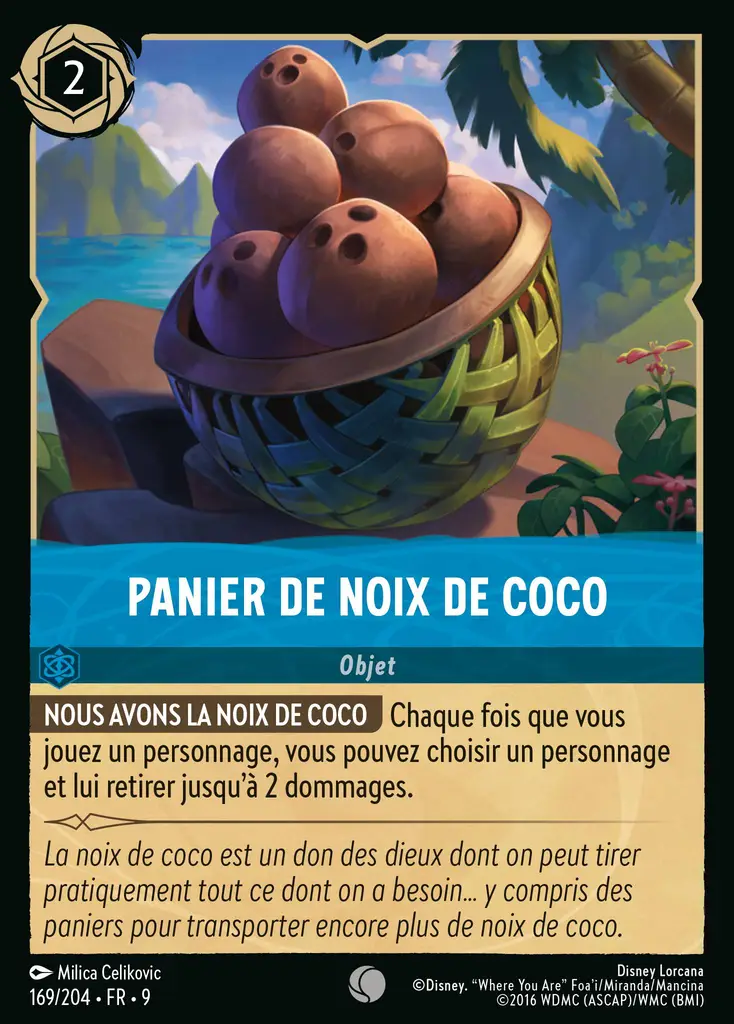 2
PANIER DE NOIX DE COCO
Objet
NOUS AVONS LA NOIX DE COCO Chaque fois que vous
jouez un personnage, vous pouvez choisir un personnage
et lui retirer jusqu'à 2 dommages.
La noix de coco est un don des dieux dont on peut tirer
pratiquement tout ce dont on a besoin... y compris des
paniers pour transporter encore plus de noix de coco.
Milica Celikovic
169/204 • FR • 9
Disney Lorcana
©Disney. "Where You Are" Foa'i/Miranda/Mancina
©2016 WDMC (ASCAP)/WMC (BMI)